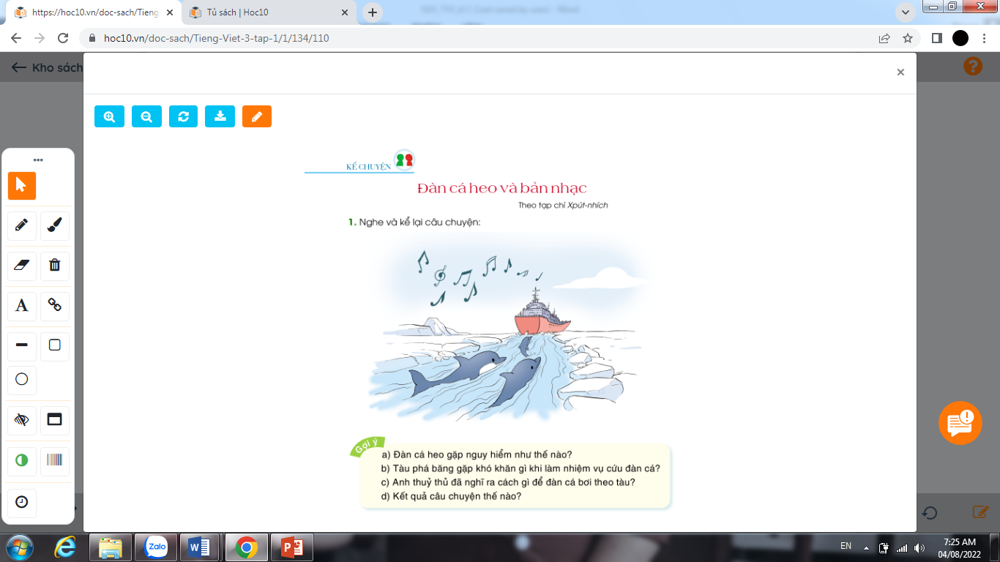 https://hoc10.vn/doc-sach/Tieng
Tủ sách | Hoc10
hoc10.vn/doc-sach/Tieng-Viet-3-tap-1/1/134/110
Kho sách
KỂ CHUYỆN
Đàn cá heo và bản nhạc
Theo tạp chí Xpút-nhích
1. Nghe và kể lại câu chuyện:
Gợi ý
a) Đàn cá heo gặp nguy hiểm như thế nào?
b) Tàu phá băng gặp khó khăn gì khi làm nhiệm vụ cứu đàn cá?
c) Anh thuỷ thủ đã nghĩ ra cách gì để đàn cá bơi theo tàu?
d) Kết quả câu chuyện thế nào?
A
Zalo
W
P
EN
7:25 AM
04/08/2022